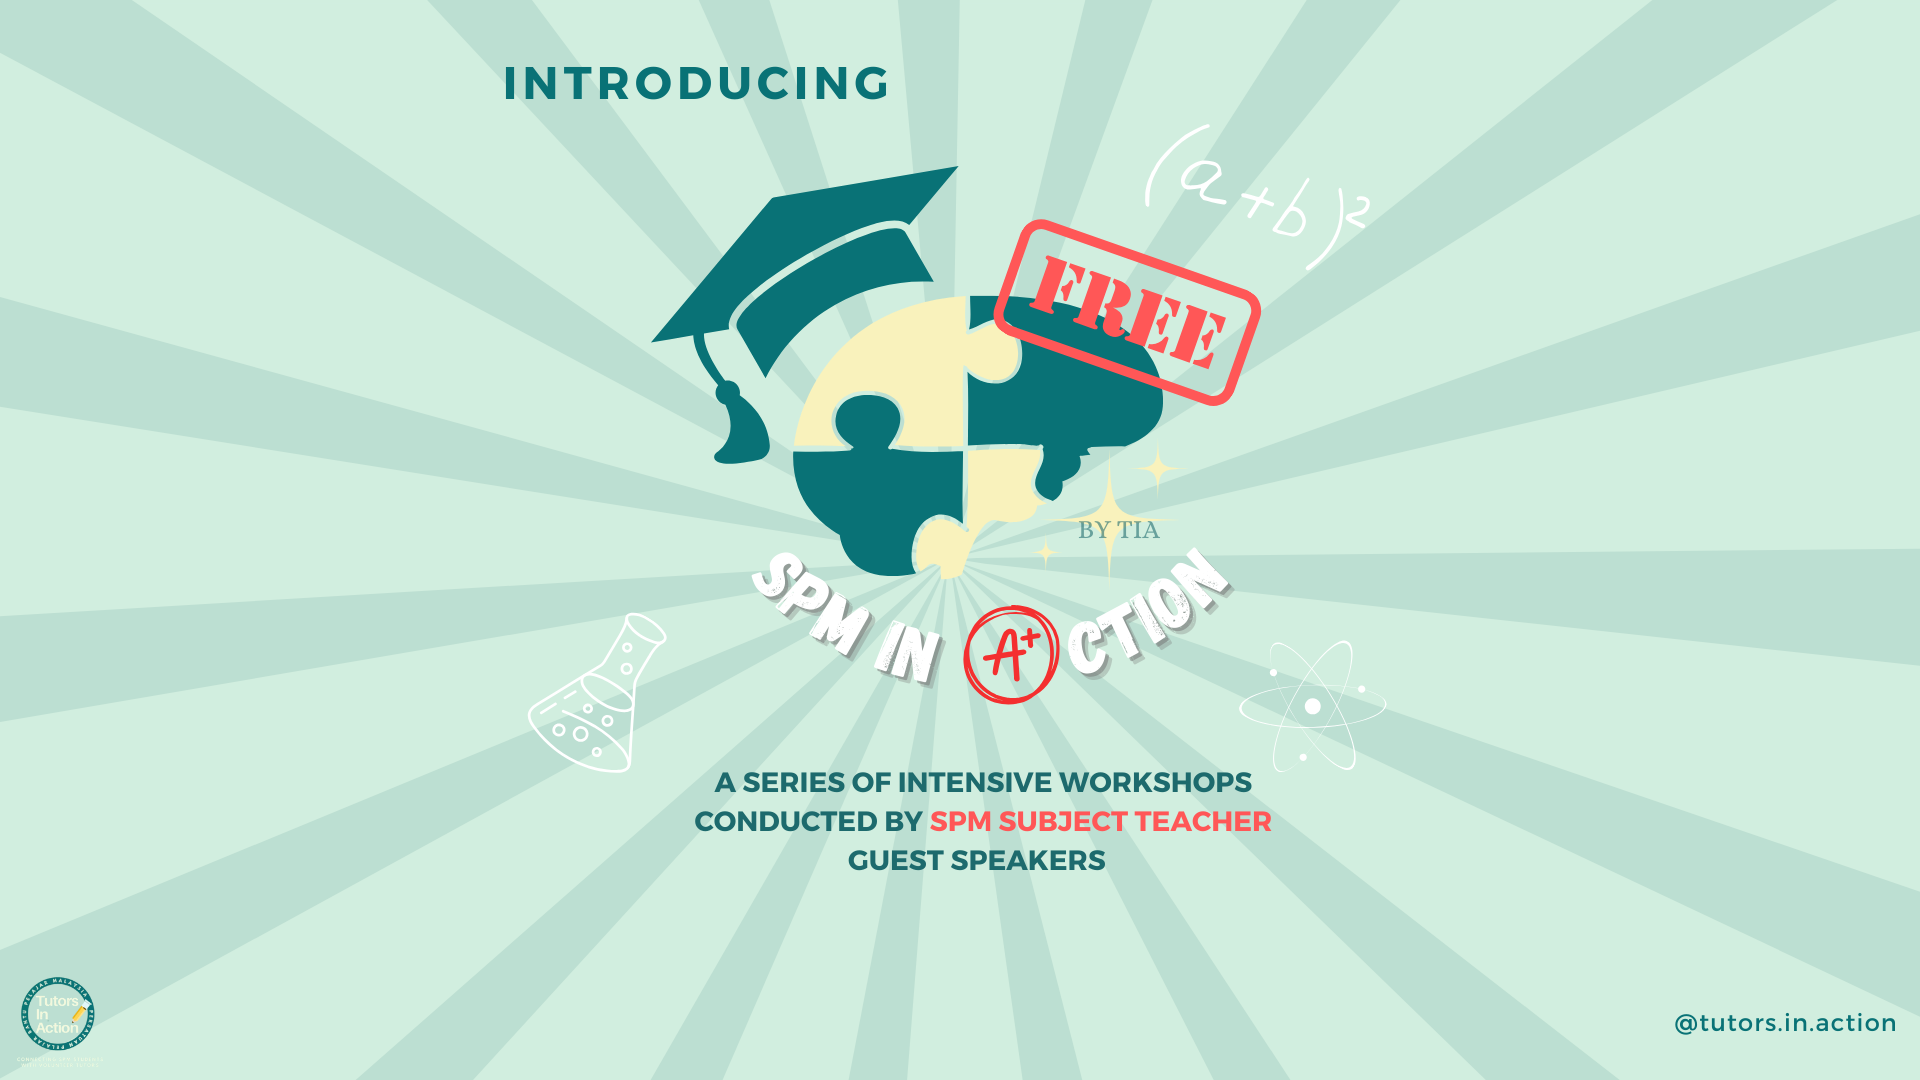 INTRODUCING
(a+b)²
FREE
BY TIA
SPM IN A+CTION
A SERIES OF INTENSIVE WORKSHOPS
CONDUCTED BY SPM SUBJECT TEACHER
GUEST SPEAKERS
Tutors
In
Action
@tutors.in.action